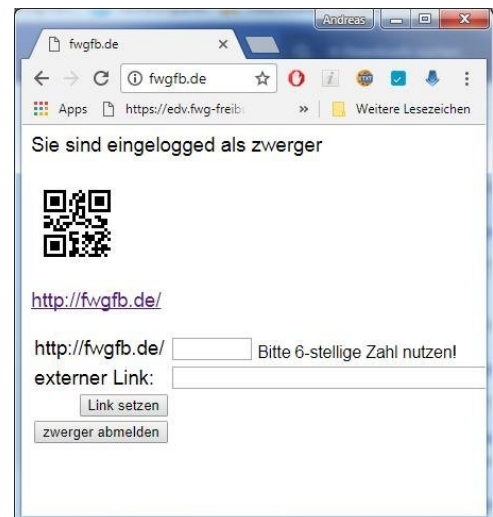 Andreas
fwgfb.de
fwgfb.de
Apps https://edv.fwg-freib » Weitere Lesezeichen
Sie sind eingelogged als zwerger
http://fwgfb.de/
http://fwgfb.de/ Bitte 6-stellige Zahl nutzen!
externer Link:
Link setzen
zwerger abmelden